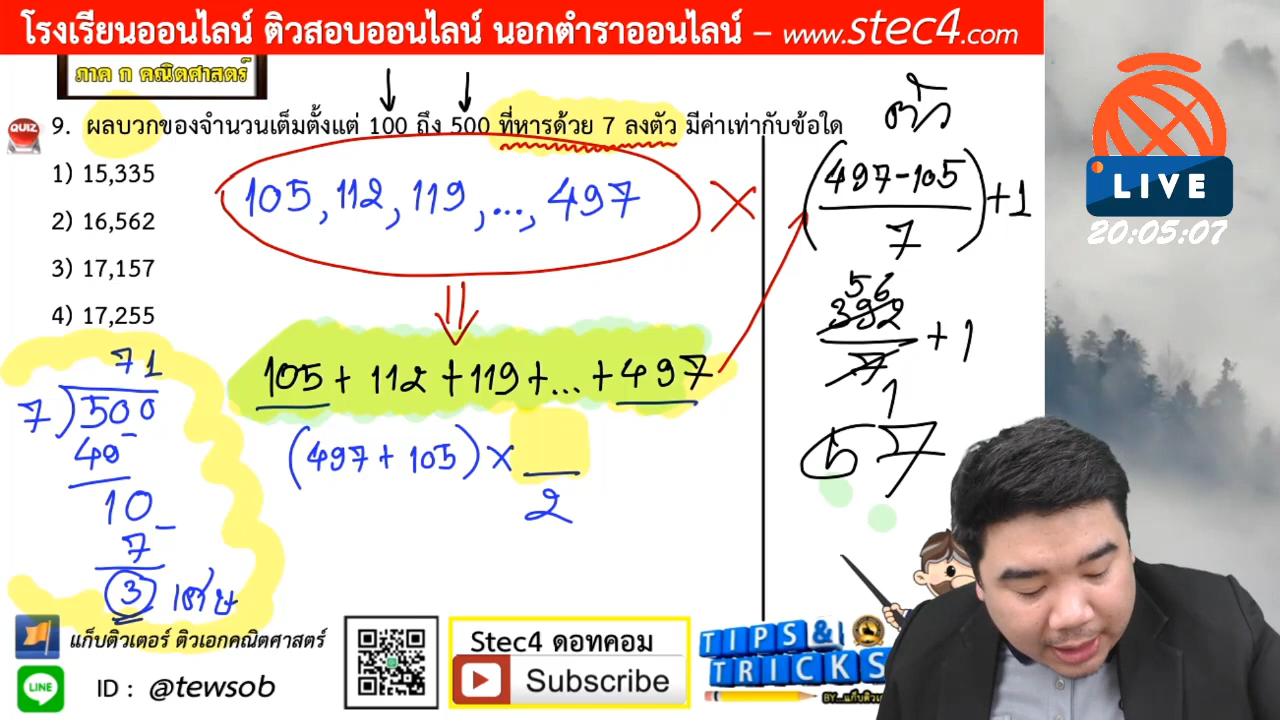 โรงเรียนออนไลน์ ติวสอบออนไลน์ นอกตำราออนไลน์ – www.stec4.com
ภาค ก คณิตศาสตร์
QUIZ
9. ผลบวกของจำนวนเต็มตั้งแต่ 100 ถึง 500 ที่หารด้วย 7 ลงตัว มีค่าเท่ากับข้อใด
1) 15,335
2) 16,562
3) 17,157
4) 17,255
105, 112, 119, ..., 497
105 + 112 + 119 + ... + 497
(497 + 105) ×
2
71
7 500
49
10
7
3 เศษ
ตัว
(497 - 105) + 1
7
56
392 + 1
7
1
57
LIVE
20:05:07
แก็บติวเตอร์ ติวเอกคณิตศาสตร์
LINE
ID : @tewsob
Stec4 ดอทคอม
Subscribe
TIPS &
TRICKS